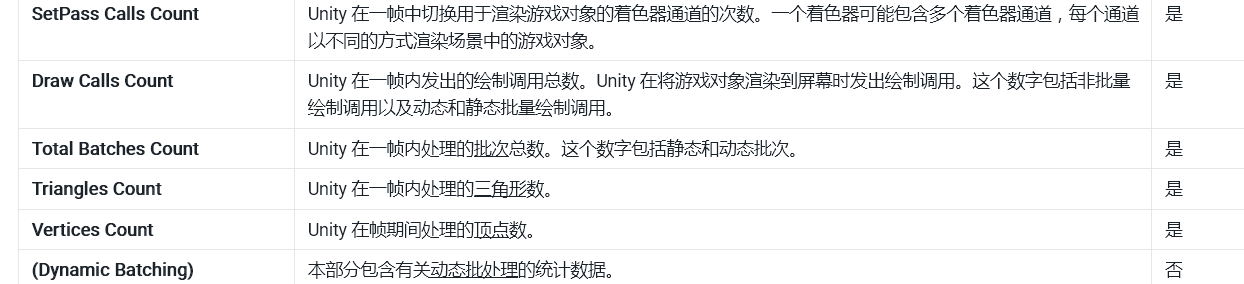 SetPass Calls Count Unity 在一帧中切换用于渲染游戏对象的着色器通道的次数。一个着色器可能包含多个着色器通道，每个通道 是
以不同的方式渲染场景中的游戏对象。
Draw Calls Count Unity 在一帧内发出的绘制调用总数。Unity 在将游戏对象渲染到屏幕时发出绘制调用。这个数字包括非批量 是
绘制调用以及动态和静态批量绘制调用。
Total Batches Count Unity 在一帧内处理的批次总数。这个数字包括静态和动态批次。 是
Triangles Count Unity 在一帧内处理的三角形数。 是
Vertices Count Unity 在帧期间处理的顶点数。 是
(Dynamic Batching) 本部分包含有关动态批处理的统计数据。 否